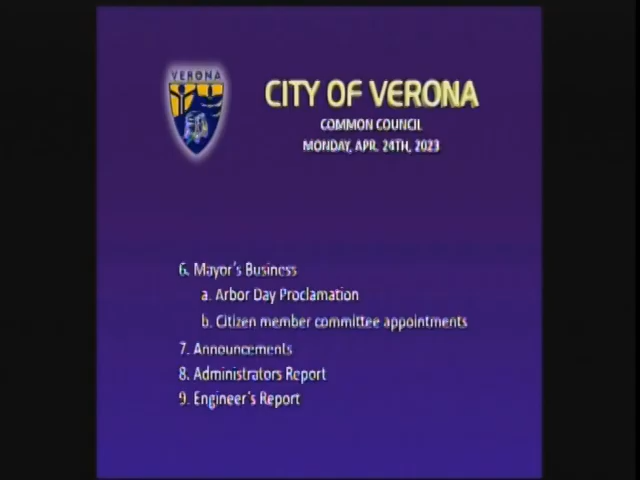 VERONA
CITY OF VERONA
COMMON COUNCIL
MONDAY, APR. 24TH, 2023
6. Mayor's Business
a. Arbor Day Proclamation
b. Citizen member committee appointments
7. Announcements
8. Administrators Report
9. Engineer's Report